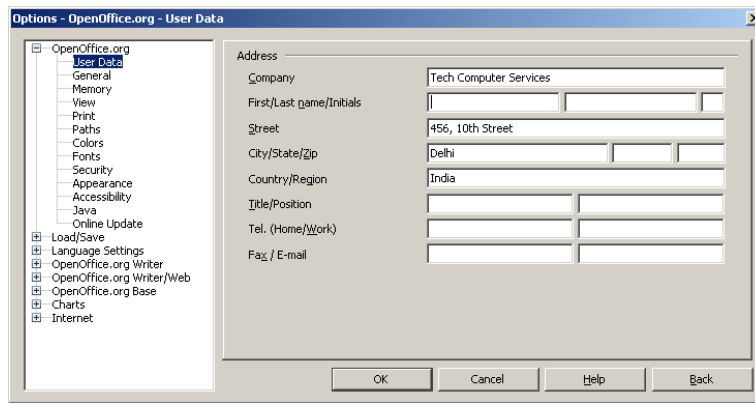 Options - OpenOffice.org - User Data
OpenOffice.org
User Data
General
Memory
View
Print
Paths
Colors
Fonts
Security
Appearance
Accessibility
Java
Online Update
Load/Save
Language Settings
OpenOffice.org Writer
OpenOffice.org Writer/Web
OpenOffice.org Base
Charts
Internet
Address
Company Tech Computer Services
First/Last name/Initials
Street 456, 10th Street
City/State/Zip Delhi
Country/Region India
Title/Position
Tel. (Home/Work)
Fax / E-mail
OK Cancel Help Back